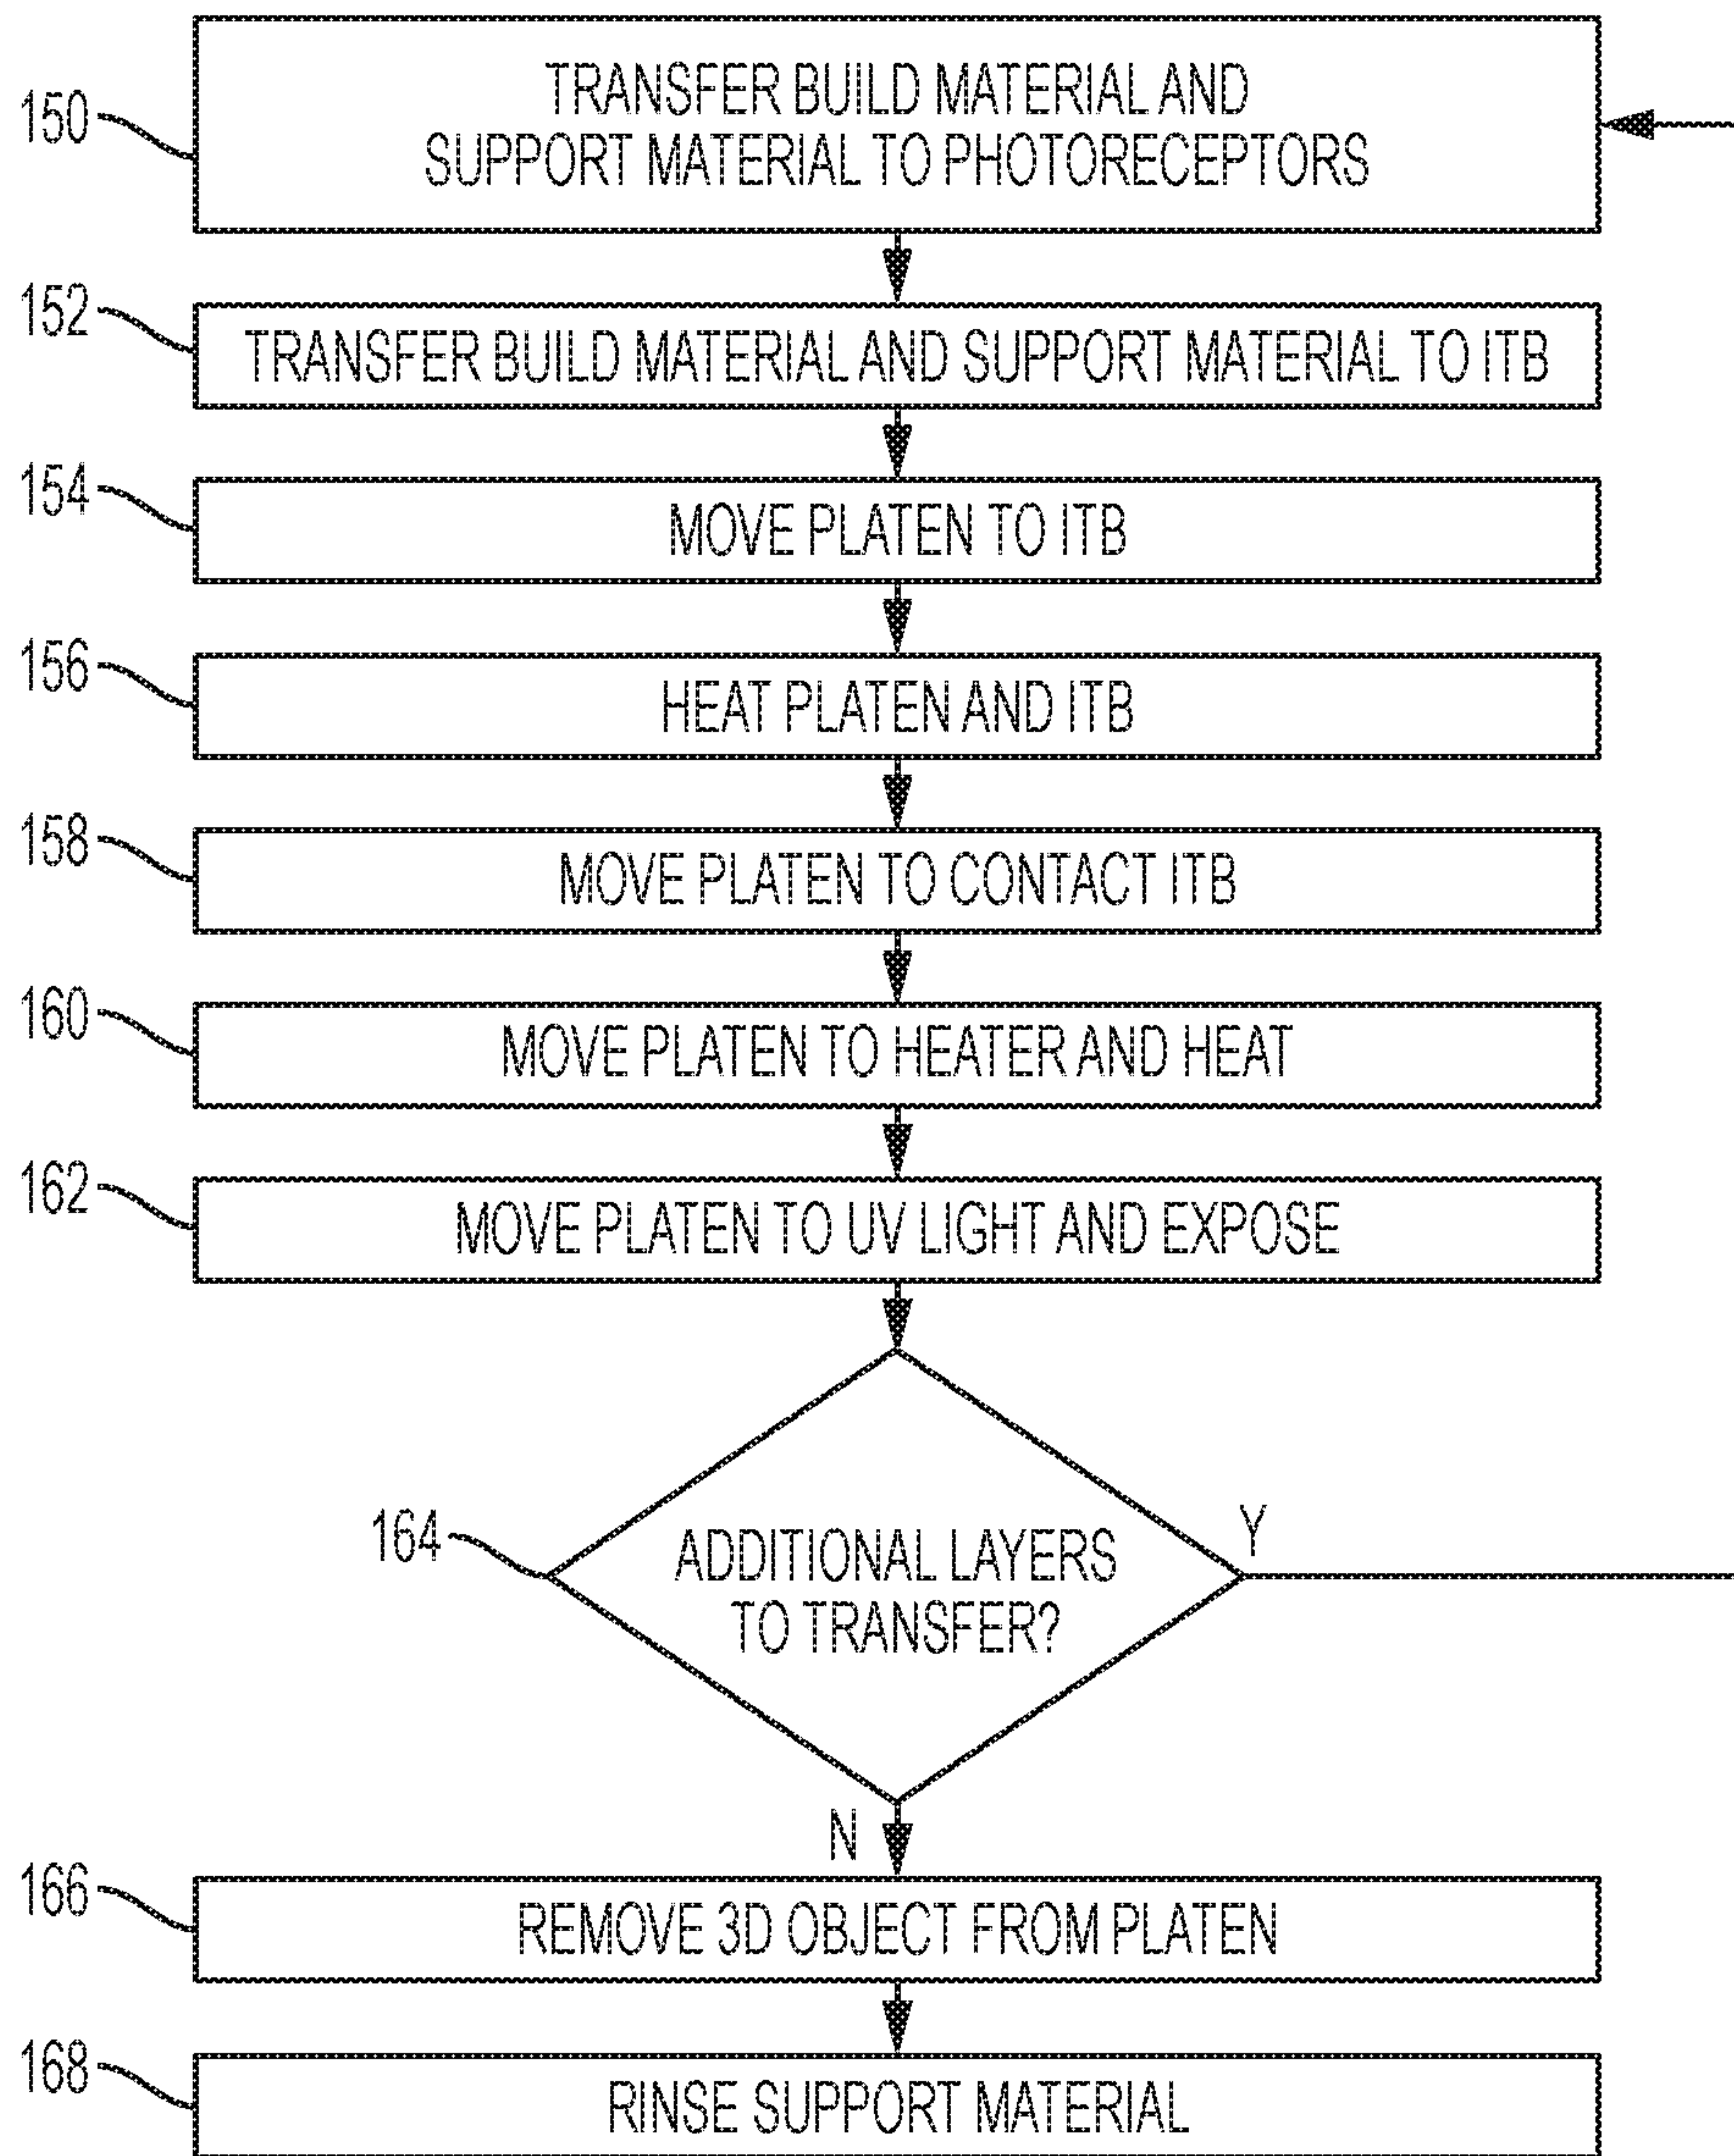 150
TRANSFER BUILD MATERIAL AND
SUPPORT MATERIAL TO PHOTORECEPTORS
152
TRANSFER BUILD MATERIAL AND SUPPORT MATERIAL TO ITB
154
MOVE PLATEN TO ITB
156
HEAT PLATEN AND ITB
158
MOVE PLATEN TO CONTACT ITB
160
MOVE PLATEN TO HEATER AND HEAT
162
MOVE PLATEN TO UV LIGHT AND EXPOSE
164
ADDITIONAL LAYERS
TO TRANSFER?
Y
N
166
REMOVE 3D OBJECT FROM PLATEN
168
RINSE SUPPORT MATERIAL